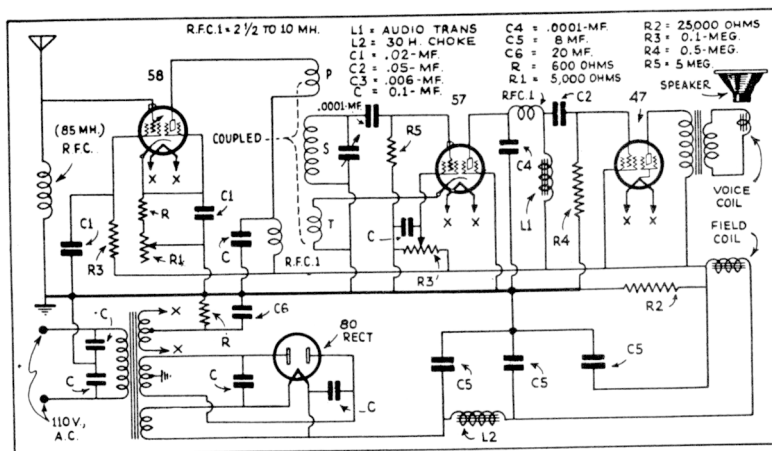 R.F.C.1 = 2 1/2 TO 10 MH.
L1 = AUDIO TRANS
L2 = 30 H. CHOKE
C1 = .02-MF.
C2 = .05-MF.
C3 = .006-MF.
C = 0.1-MF.
C4 = .0001-MF.
C5 = 8 MF.
C6 = 20 MF.
R = 600 OHMS
R1 = 5,000 OHMS
R2 = 25,000 OHMS
R3 = 0.1-MEG.
R4 = 0.5-MEG.
R5 = 5 MEG.
SPEAKER
58
P
.0001-MF.
57
R.F.C.1
C2
47
(85 MH.)
R.F.C.
COUPLED
S
R5
C4
L1
R4
VOICE
COIL
X X
X X
X X
C1
R3
R
R1
C1
C
T
R.F.C.1
C
R3
FIELD
COIL
R2
C
C
110V.,
A.C.
X
X
R
C6
80
RECT
C
C
C5
C5
C5
L2